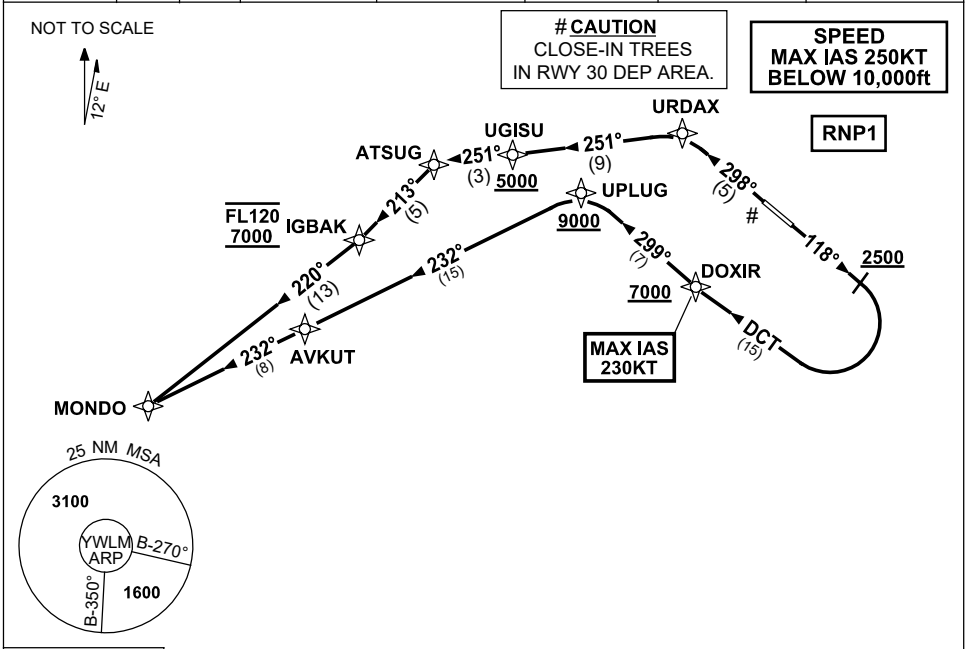 NOT TO SCALE
12° E
# CAUTION
CLOSE-IN TREES
IN RWY 30 DEP AREA.
SPEED
MAX IAS 250KT
BELOW 10,000ft
RNP1
URDAX
UGISU
ATSUG
251°
(3)
5000
251°
(9)
298°
(5)
#
118°
2500
213°
(5)
FL120
7000
IGBAK
UPLUG
9000
299°
(7)
DOXIR
7000
DCT
(15)
MAX IAS
230KT
220°
(13)
232°
(15)
AVKUT
232°
(8)
MONDO
25 NM MSA
3100
YWLM
ARP
B-270°
B-350°
1600